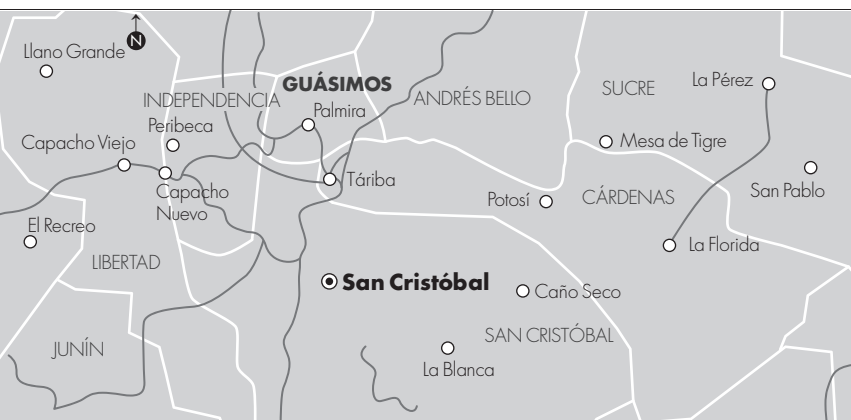 N
Llano Grande
GUÁSIMOS
INDEPENDENCIA
ANDRÉS BELLO
SUCRE
La Pérez
Palmira
Peribeca
Capacho Viejo
Mesa de Tigre
Táriba
Capacho
Nuevo
Potosí
CÁRDENAS
San Pablo
El Recreo
La Florida
LIBERTAD
San Cristóbal
Caño Seco
SAN CRISTÓBAL
JUNÍN
La Blanca